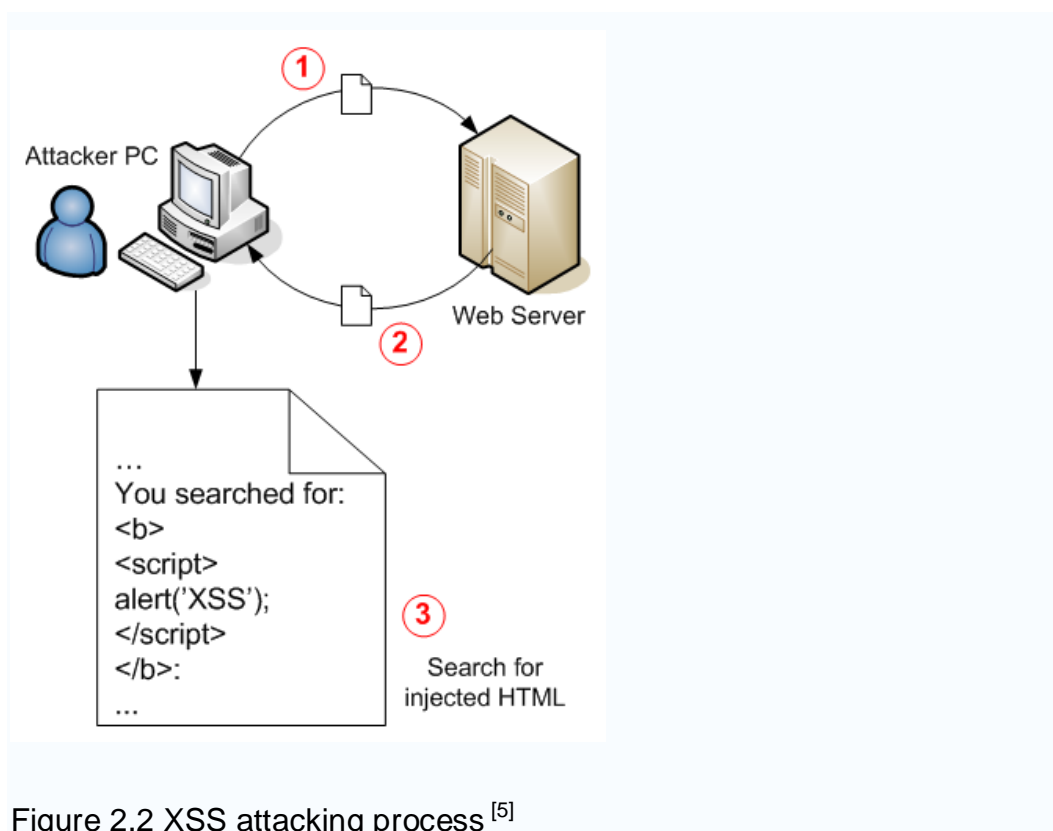 1
Attacker PC
Web Server
2
…
You searched for:
<b>
<script>
alert(’XSS’);
</script>
</b>:
...
3
Search for
injected HTML
Figure 2.2 XSS attacking process [5]